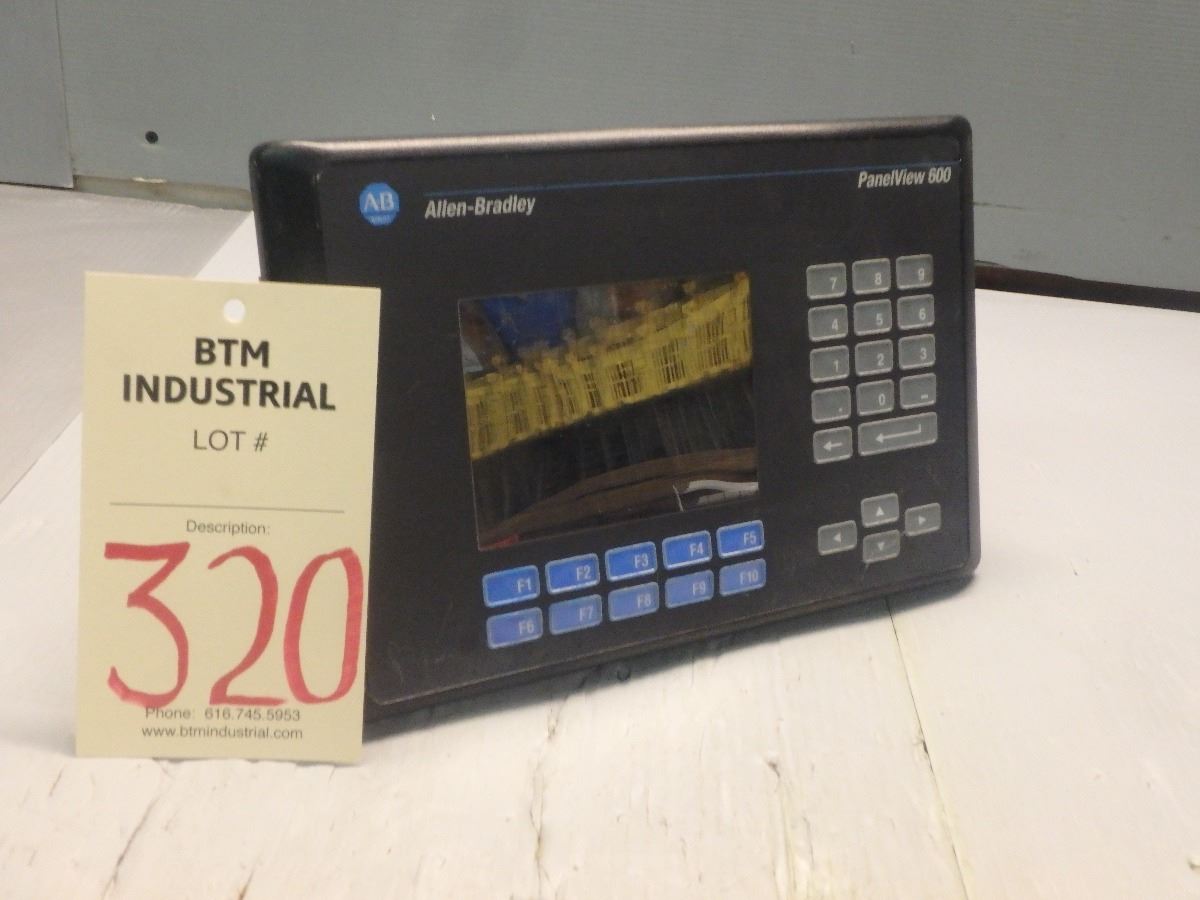 BTM
INDUSTRIAL
LOT #
Description:
320
Phone: 616.745.5953
www.btmindustrial.com
AB
Allen-Bradley
PanelView 600
7 8 9
4 5 6
1 2 3
. 0 -
←
▲
◄ ►
▼
F1 F2 F3 F4 F5
F6 F7 F8 F9 F10